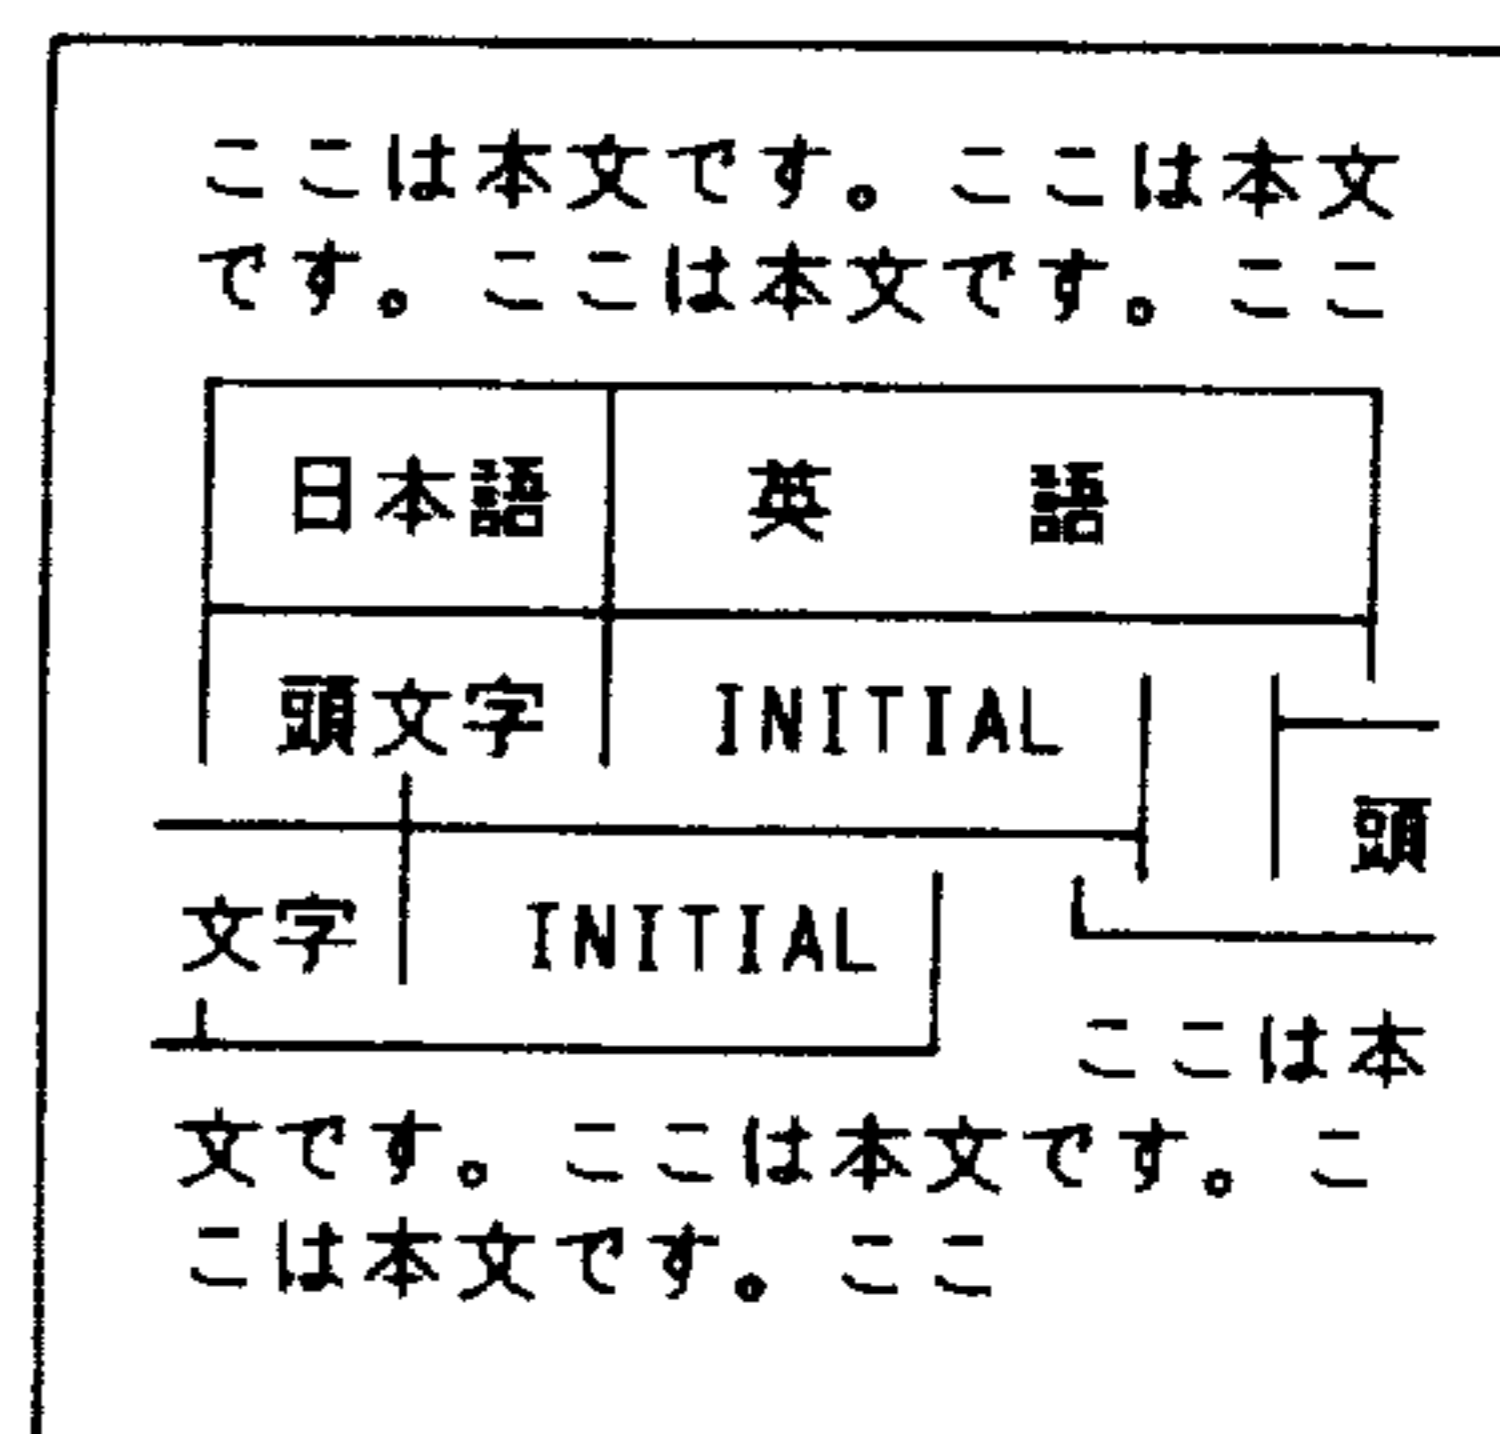 ここは本文です。ここは本文
です。ここは本文です。ここ
日本語 英 語
頭文字 INITIAL
頭
文字 INITIAL
ここは本
文です。ここは本文です。こ
こは本文です。ここ